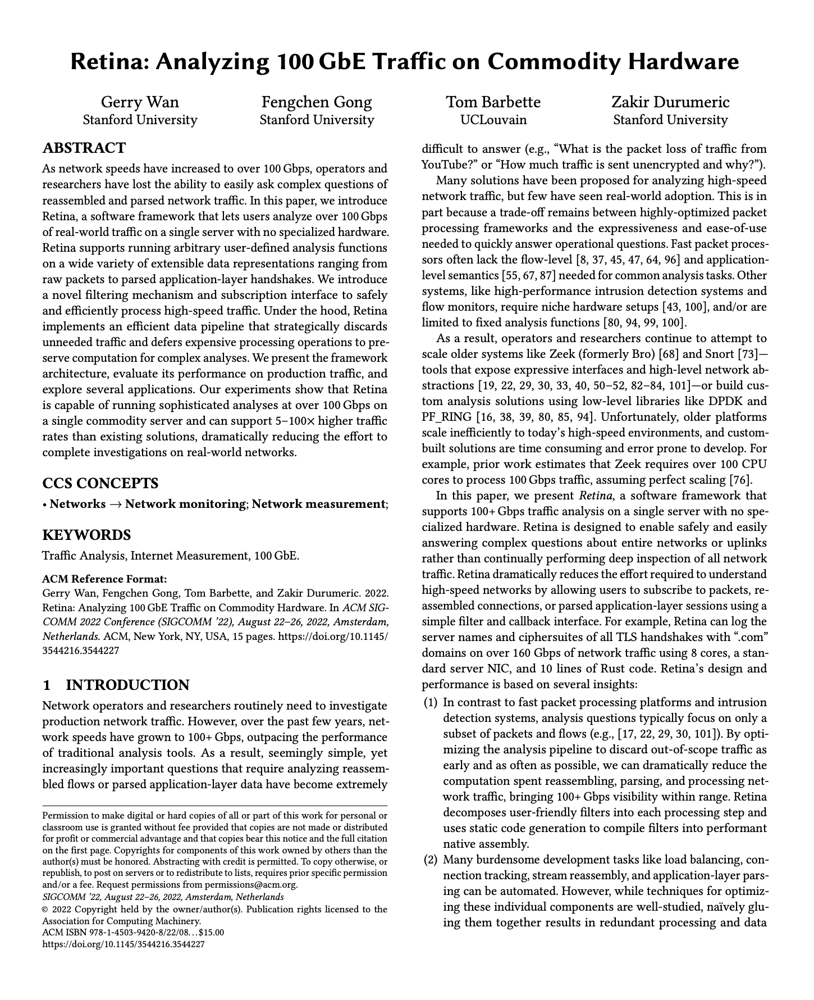 Retina: Analyzing 100 GbE Traffic on Commodity Hardware
Gerry Wan
Stanford University
Fengchen Gong
Stanford University
Tom Barbette
UCLouvain
Zakir Durumeric
Stanford University
ABSTRACT
As network speeds have increased to over 100 Gbps, operators and
researchers have lost the ability to easily ask complex questions of
reassembled and parsed network traffic. In this paper, we introduce
Retina, a software framework that lets users analyze over 100 Gbps
of real-world traffic on a single server with no specialized hardware.
Retina supports running arbitrary user-defined analysis functions
on a wide variety of extensible data representations ranging from
raw packets to parsed application-layer handshakes. We introduce
a novel filtering mechanism and subscription interface to safely
and efficiently process high-speed traffic. Under the hood, Retina
implements an efficient data pipeline that strategically discards
unneeded traffic and defers expensive processing operations to pre-
serve computation for complex analyses. We present the framework
architecture, evaluate its performance on production traffic, and
explore several applications. Our experiments show that Retina
is capable of running sophisticated analyses at over 100 Gbps on
a single commodity server and can support 5–100× higher traffic
rates than existing solutions, dramatically reducing the effort to
complete investigations on real-world networks.
CCS CONCEPTS
• Networks → Network monitoring; Network measurement;
KEYWORDS
Traffic Analysis, Internet Measurement, 100 GbE.
ACM Reference Format:
Gerry Wan, Fengchen Gong, Tom Barbette, and Zakir Durumeric. 2022.
Retina: Analyzing 100 GbE Traffic on Commodity Hardware. In ACM SIG-
COMM 2022 Conference (SIGCOMM ’22), August 22–26, 2022, Amsterdam,
Netherlands. ACM, New York, NY, USA, 15 pages. https://doi.org/10.1145/
3544216.3544227
1 INTRODUCTION
Network operators and researchers routinely need to investigate
production network traffic. However, over the past few years, net-
work speeds have grown to 100+ Gbps, outpacing the performance
of traditional analysis tools. As a result, seemingly simple, yet
increasingly important questions that require analyzing reassem-
bled flows or parsed application-layer data have become extremely
Permission to make digital or hard copies of all or part of this work for personal or
classroom use is granted without fee provided that copies are not made or distributed
for profit or commercial advantage and that copies bear this notice and the full citation
on the first page. Copyrights for components of this work owned by others than the
author(s) must be honored. Abstracting with credit is permitted. To copy otherwise, or
republish, to post on servers or to redistribute to lists, requires prior specific permission
and/or a fee. Request permissions from permissions@acm.org.
SIGCOMM ’22, August 22–26, 2022, Amsterdam, Netherlands
© 2022 Copyright held by the owner/author(s). Publication rights licensed to the
Association for Computing Machinery.
ACM ISBN 978-1-4503-9420-8/22/08...$15.00
https://doi.org/10.1145/3544216.3544227
difficult to answer (e.g., “What is the packet loss of traffic from
YouTube?” or “How much traffic is sent unencrypted and why?”).
Many solutions have been proposed for analyzing high-speed
network traffic, but few have seen real-world adoption. This is in
part because a trade-off remains between highly-optimized packet
processing frameworks and the expressiveness and ease-of-use
needed to quickly answer operational questions. Fast packet proces-
sors often lack the flow-level [8, 37, 45, 47, 64, 96] and application-
level semantics [55, 67, 87] needed for common analysis tasks. Other
systems, like high-performance intrusion detection systems and
flow monitors, require niche hardware setups [43, 100], and/or are
limited to fixed analysis functions [80, 94, 99, 100].
As a result, operators and researchers continue to attempt to
scale older systems like Zeek (formerly Bro) [68] and Snort [73]—
tools that expose expressive interfaces and high-level network ab-
stractions [19, 22, 29, 30, 33, 40, 50–52, 82–84, 101]—or build cus-
tom analysis solutions using low-level libraries like DPDK and
PF_RING [16, 38, 39, 80, 85, 94]. Unfortunately, older platforms
scale inefficiently to today’s high-speed environments, and custom-
built solutions are time consuming and error prone to develop. For
example, prior work estimates that Zeek requires over 100 CPU
cores to process 100 Gbps traffic, assuming perfect scaling [76].
In this paper, we present Retina, a software framework that
supports 100+ Gbps traffic analysis on a single server with no spe-
cialized hardware. Retina is designed to enable safely and easily
answering complex questions about entire networks or uplinks
rather than continually performing deep inspection of all network
traffic. Retina dramatically reduces the effort required to understand
high-speed networks by allowing users to subscribe to packets, re-
assembled connections, or parsed application-layer sessions using a
simple filter and callback interface. For example, Retina can log the
server names and ciphersuites of all TLS handshakes with “.com”
domains on over 160 Gbps of network traffic using 8 cores, a stan-
dard server NIC, and 10 lines of Rust code. Retina’s design and
performance is based on several insights:
(1) In contrast to fast packet processing platforms and intrusion
detection systems, analysis questions typically focus on only a
subset of packets and flows (e.g., [17, 22, 29, 30, 101]). By opti-
mizing the analysis pipeline to discard out-of-scope traffic as
early and as often as possible, we can dramatically reduce the
computation spent reassembling, parsing, and processing net-
work traffic, bringing 100+ Gbps visibility within range. Retina
decomposes user-friendly filters into each processing step and
uses static code generation to compile filters into performant
native assembly.
(2) Many burdensome development tasks like load balancing, con-
nection tracking, stream reassembly, and application-layer pars-
ing can be automated. However, while techniques for optimiz-
ing these individual components are well-studied, naïvely glu-
ing them together results in redundant processing and data